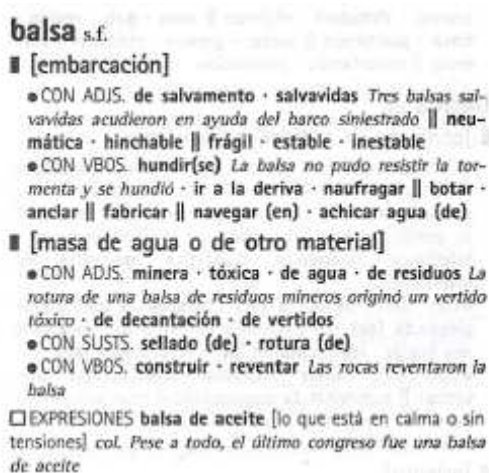 balsa s.f.
▮ [embarcación]
● CON ADJS. de salvamento · salvavidas Tres balsas sal-
vavidas acudieron en ayuda del barco siniestrado || neu-
mática · hinchable || frágil · estable · inestable
● CON VBOS. hundir(se) La balsa no pudo resistir la tor-
menta y se hundió · ir a la deriva · naufragar || botar ·
anclar || fabricar || navegar (en) · achicar agua (de)
▮ [masa de agua o de otro material]
● CON ADJS. minera · tóxica · de agua · de residuos La
rotura de una balsa de residuos mineros originó un vertido
tóxico · de decantación · de vertidos
● CON SUSTS. sellado (de) · rotura (de)
● CON VBOS. construir · reventar Las rocas reventaron la
balsa
□ EXPRESIONES balsa de aceite [lo que está en calma o sin
tensiones] col. Pese a todo, el último congreso fue una balsa
de aceite